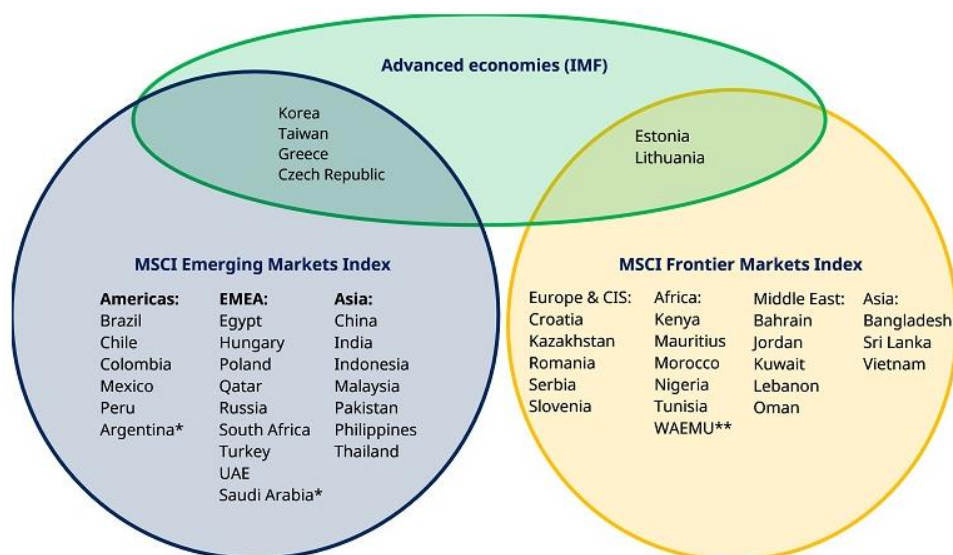 Advanced economies (IMF)
Korea
Taiwan
Greece
Czech Republic
Estonia
Lithuania
MSCI Emerging Markets Index
Americas:
Brazil
Chile
Colombia
Mexico
Peru
Argentina*
EMEA:
Egypt
Hungary
Poland
Qatar
Russia
South Africa
Turkey
UAE
Saudi Arabia*
Asia:
China
India
Indonesia
Malaysia
Pakistan
Philippines
Thailand
MSCI Frontier Markets Index
Europe & CIS:
Croatia
Kazakhstan
Romania
Serbia
Slovenia
Africa:
Kenya
Mauritius
Morocco
Nigeria
Tunisia
WAEMU**
Middle East:
Bahrain
Jordan
Kuwait
Lebanon
Oman
Asia:
Bangladesh
Sri Lanka
Vietnam